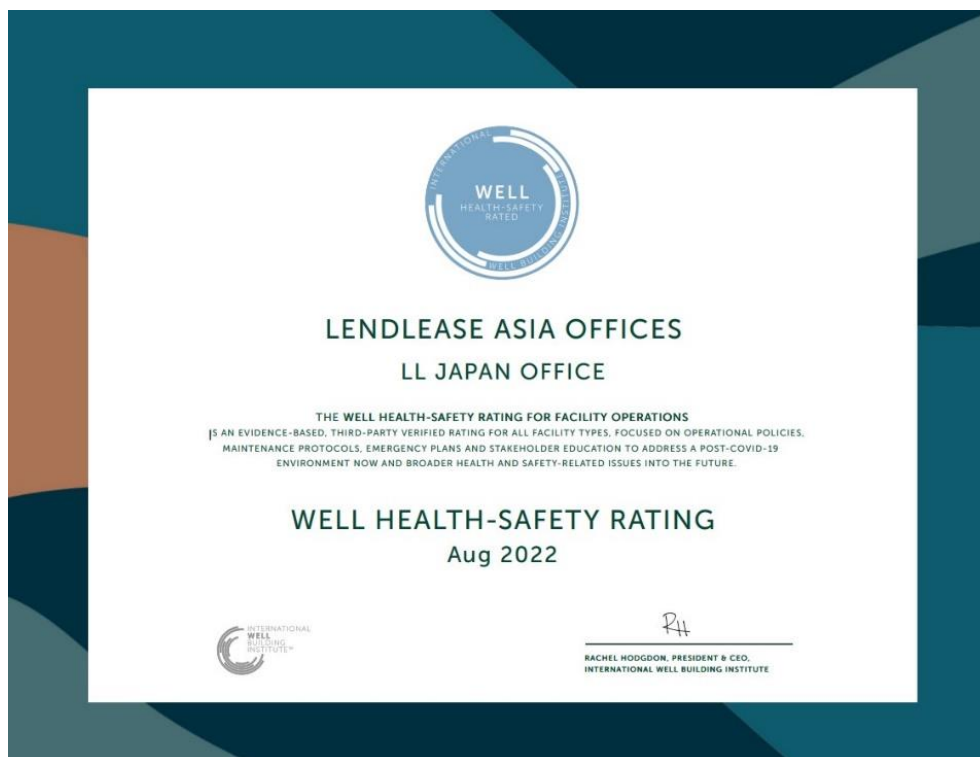 INTERNATIONAL
WELL BUILDING INSTITUTE
WELL
HEALTH-SAFETY
RATED
LENDLEASE ASIA OFFICES
LL JAPAN OFFICE
THE WELL HEALTH-SAFETY RATING FOR FACILITY OPERATIONS
IS AN EVIDENCE-BASED, THIRD-PARTY VERIFIED RATING FOR ALL FACILITY TYPES, FOCUSED ON OPERATIONAL POLICIES,
MAINTENANCE PROTOCOLS, EMERGENCY PLANS AND STAKEHOLDER EDUCATION TO ADDRESS A POST-COVID-19
ENVIRONMENT NOW AND BROADER HEALTH AND SAFETY-RELATED ISSUES INTO THE FUTURE.
WELL HEALTH-SAFETY RATING
Aug 2022
INTERNATIONAL
WELL
BUILDING
INSTITUTE™
RH
RACHEL HODGDON, PRESIDENT & CEO,
INTERNATIONAL WELL BUILDING INSTITUTE